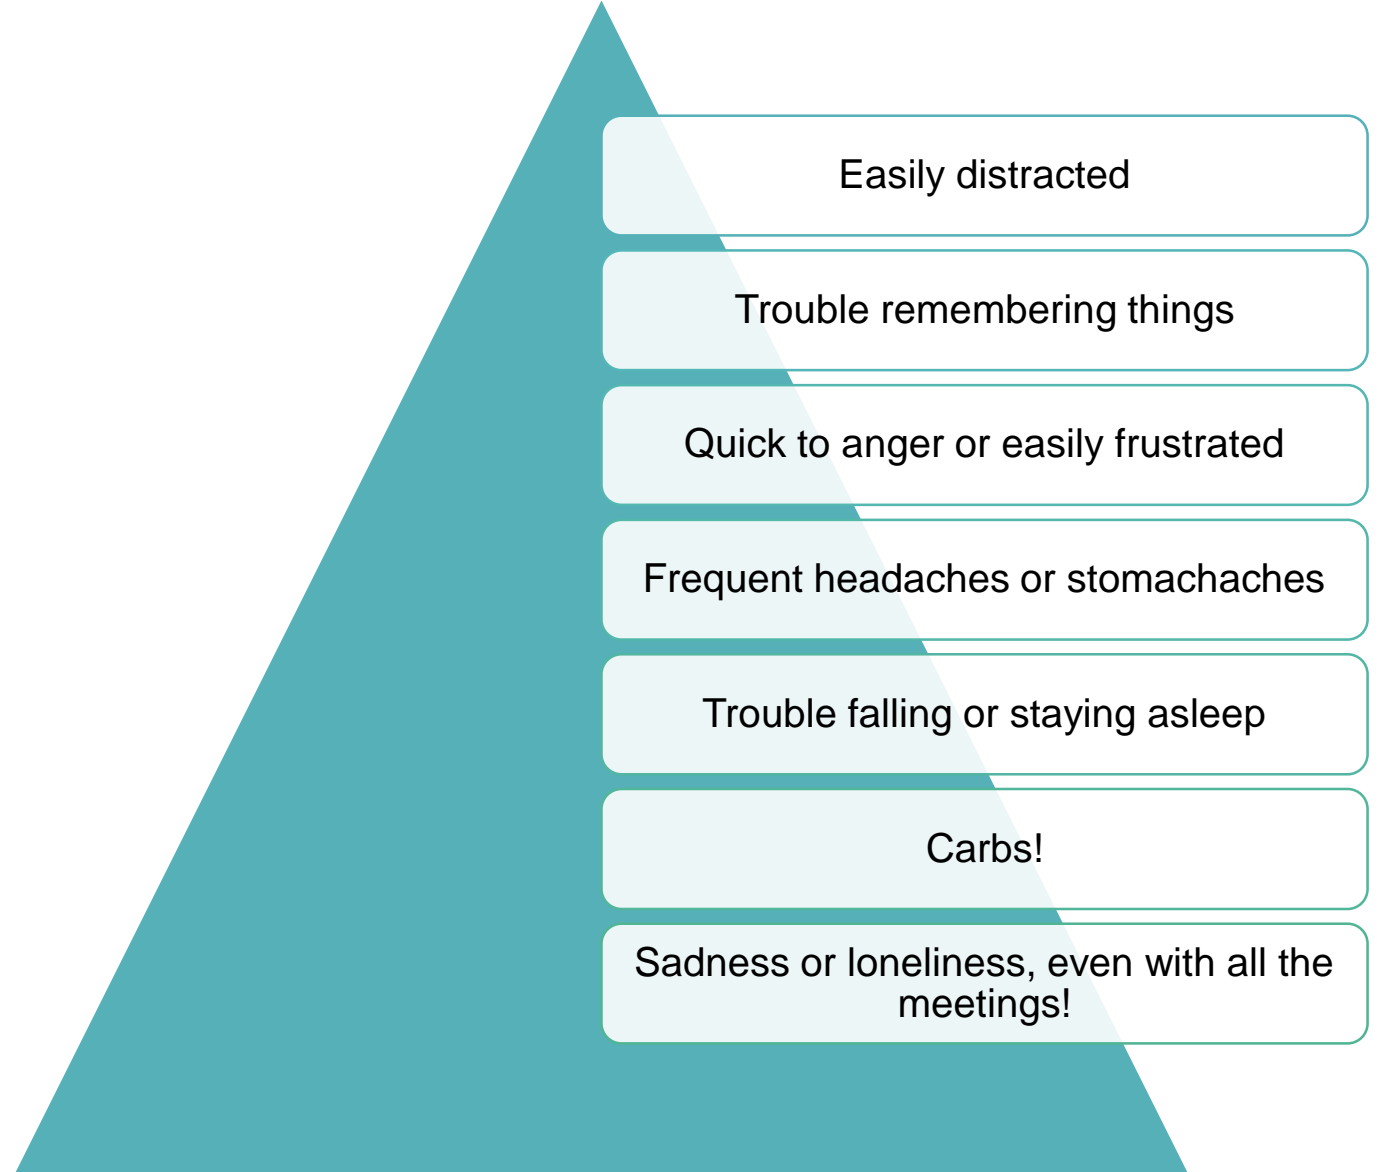 Easily distracted
Trouble remembering things
Quick to anger or easily frustrated
Frequent headaches or stomachaches
Trouble falling or staying asleep
Carbs!
Sadness or loneliness, even with all the
meetings!